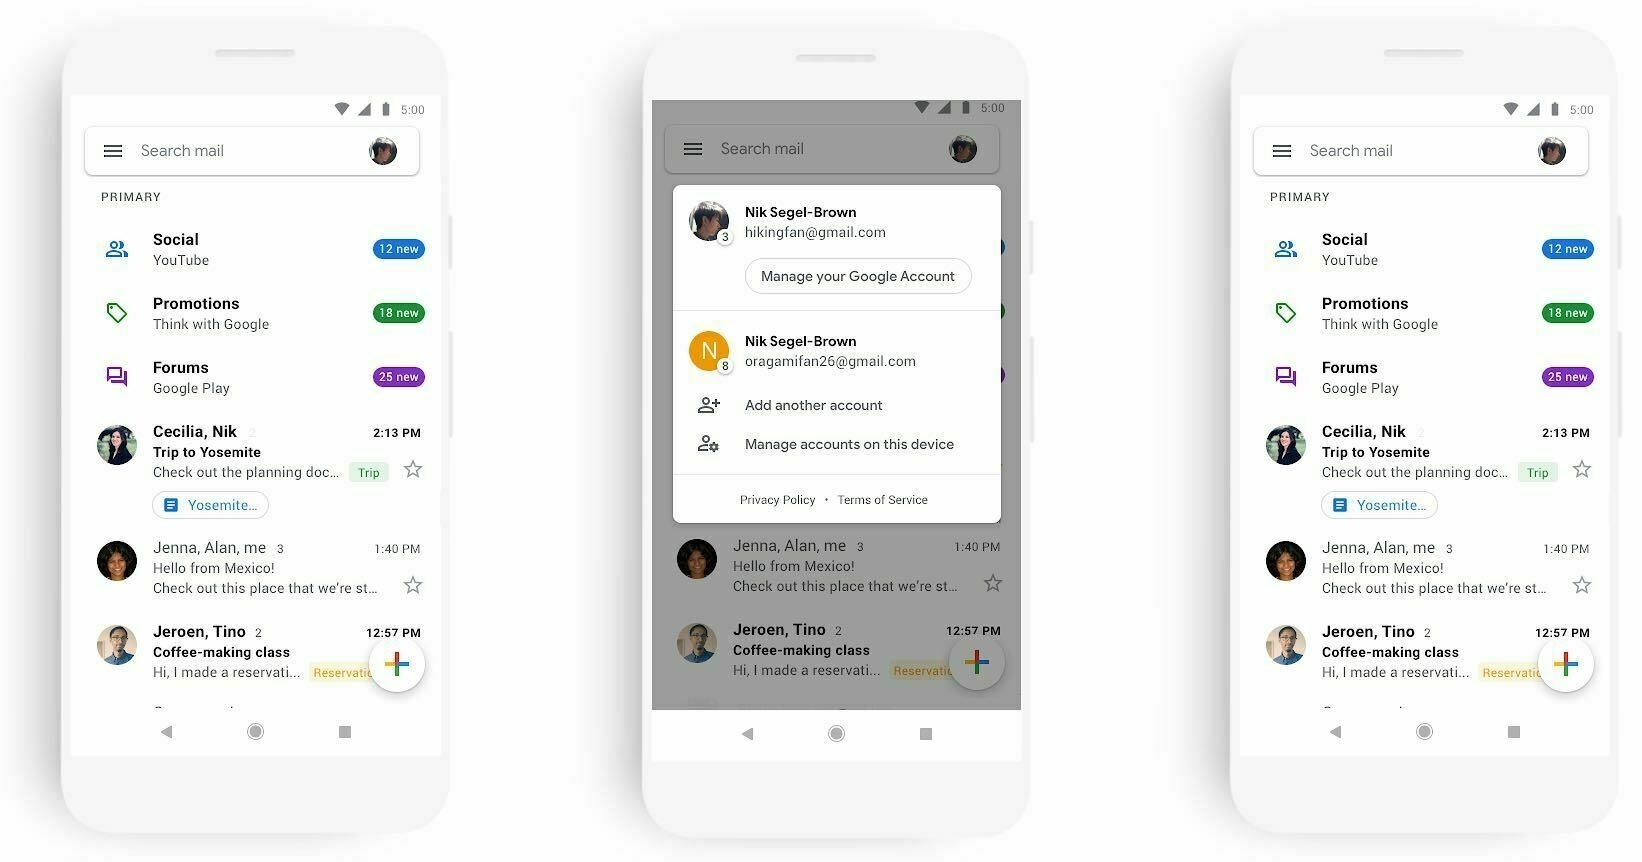 5:00
Search mail
PRIMARY
Social
YouTube
12 new
Promotions
Think with Google
18 new
Forums
Google Play
25 new
Cecilia, Nik 2
2:13 PM
Trip to Yosemite
Check out the planning doc...
Trip
Yosemite...
Jenna, Alan, me 3
1:40 PM
Hello from Mexico!
Check out this place that we're st...
Jeroen, Tino 2
12:57 PM
Coffee-making class
Hi, I made a reservati...
5:00
Search mail
Nik Segel-Brown
3
hikingfan@gmail.com
Manage your Google Account
N
Nik Segel-Brown
8
oragamifan26@gmail.com
Add another account
Manage accounts on this device
Privacy Policy • Terms of Service
Jenna, Alan, me 3
1:40 PM
Hello from Mexico!
Check out this place that we're st...
Jeroen, Tino 2
12:57 PM
Coffee-making class
Hi, I made a reservati...
5:00
Search mail
PRIMARY
Social
YouTube
12 new
Promotions
Think with Google
18 new
Forums
Google Play
25 new
Cecilia, Nik 2
2:13 PM
Trip to Yosemite
Check out the planning doc...
Trip
Yosemite...
Jenna, Alan, me 3
1:40 PM
Hello from Mexico!
Check out this place that we're st...
Jeroen, Tino 2
12:57 PM
Coffee-making class
Hi, I made a reservati...